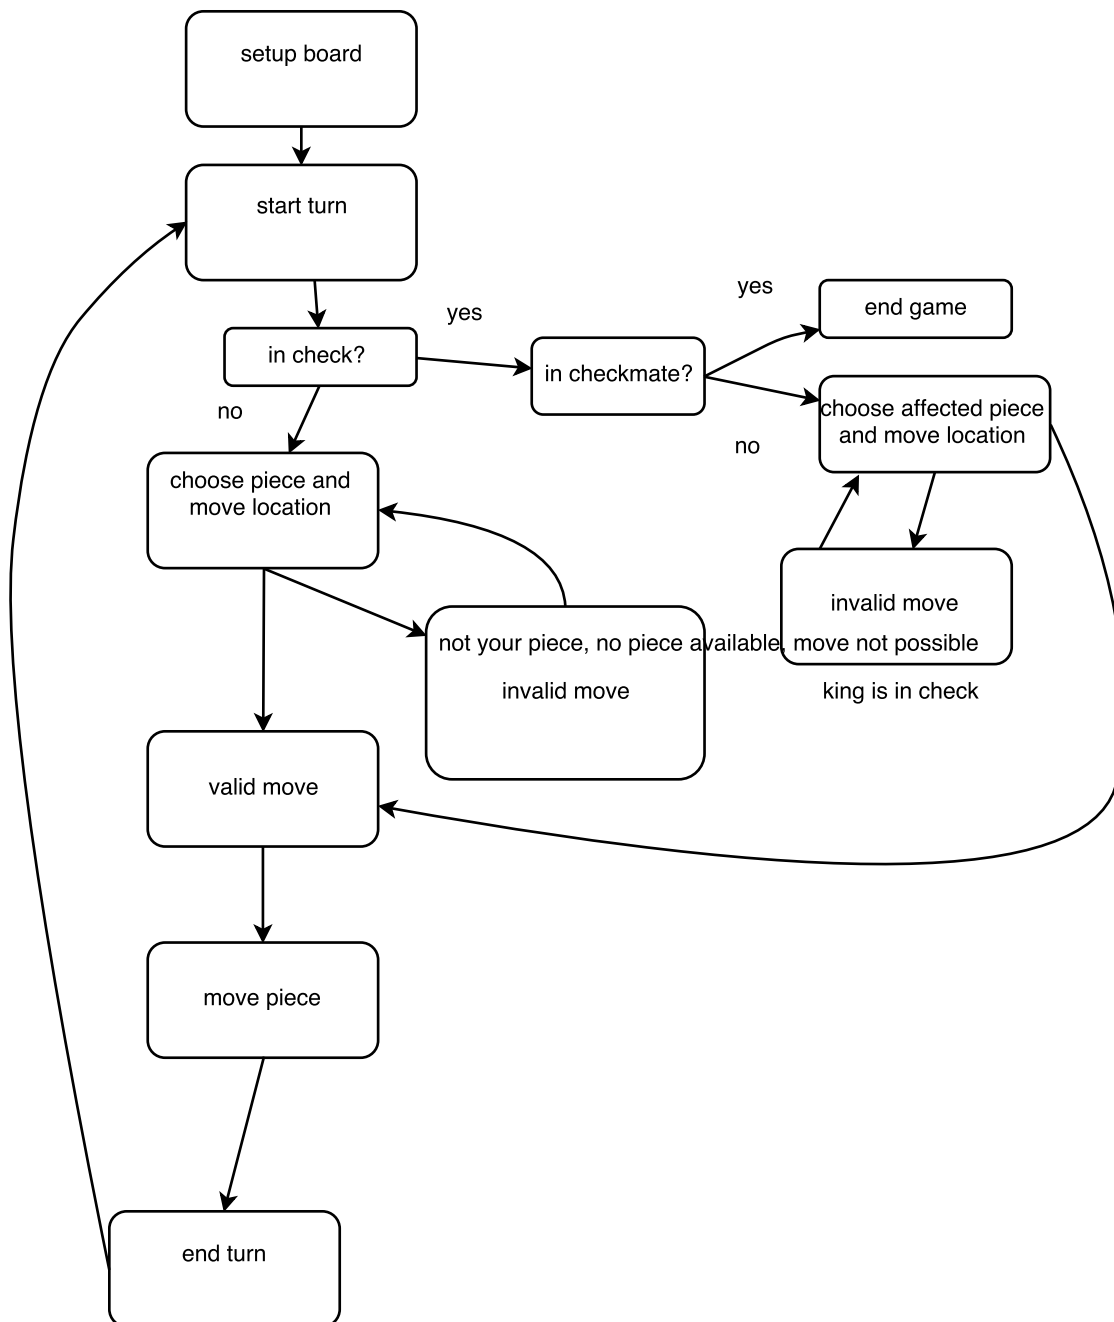 setup board
start turn
yes
yes
end game
in check?
in checkmate?
no
choose affected piece
and move location
no
choose piece and
move location
invalid move
not your piece, no piece available, move not possible
invalid move
king is in check
valid move
move piece
end turn